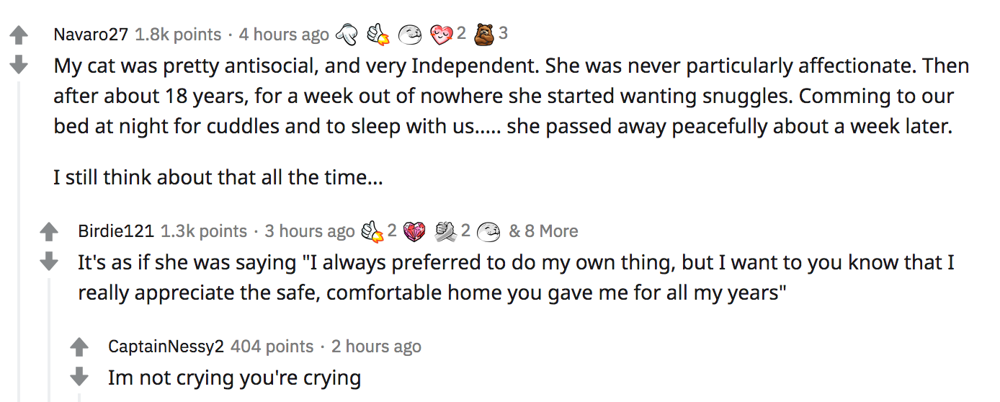 Navaro27 1.8k points · 4 hours ago 2 3
My cat was pretty antisocial, and very Independent. She was never particularly affectionate. Then
after about 18 years, for a week out of nowhere she started wanting snuggles. Comming to our
bed at night for cuddles and to sleep with us..... she passed away peacefully about a week later.
I still think about that all the time...
Birdie121 1.3k points · 3 hours ago 2 2 & 8 More
It's as if she was saying "I always preferred to do my own thing, but I want to you know that I
really appreciate the safe, comfortable home you gave me for all my years"
CaptainNessy2 404 points · 2 hours ago
Im not crying you're crying